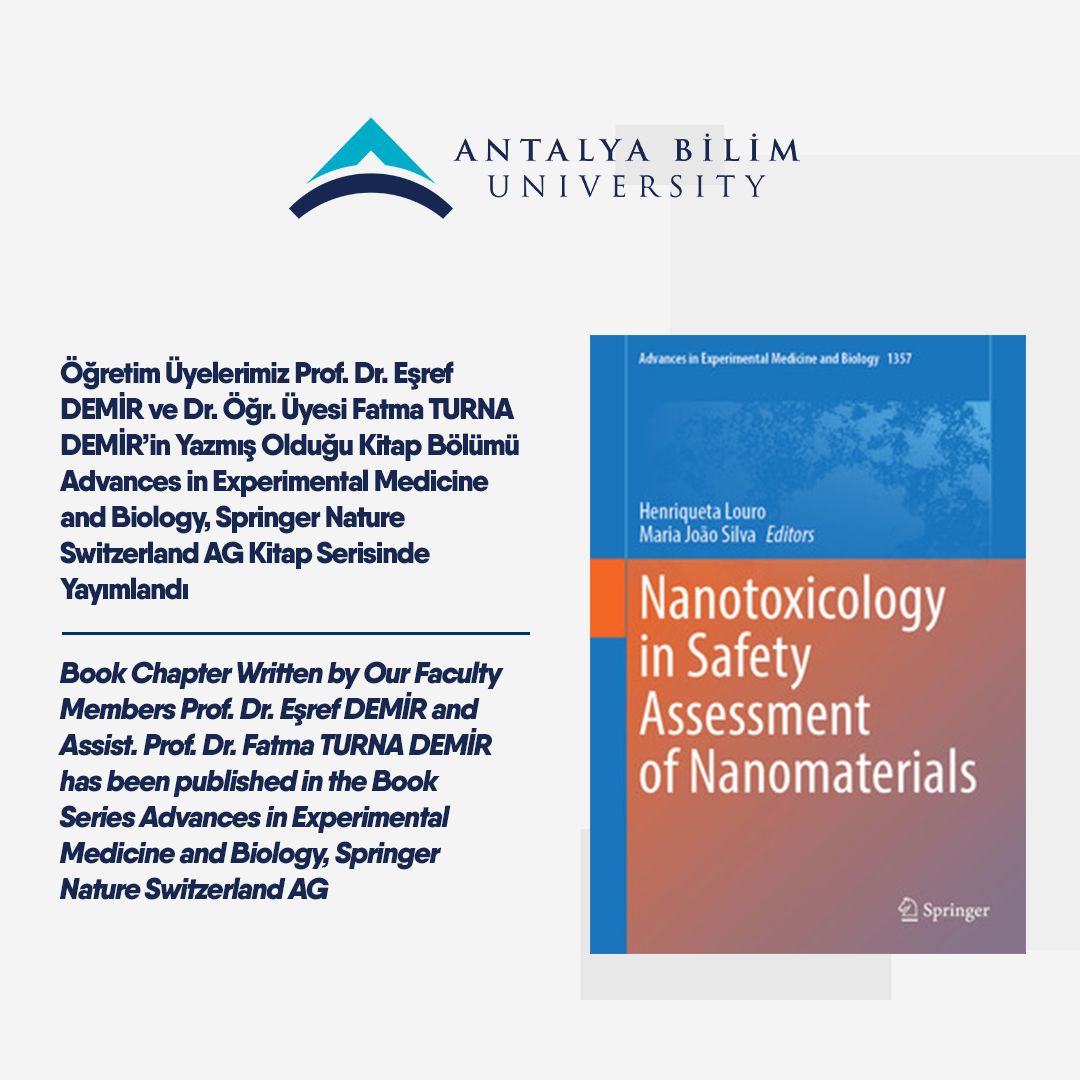 ANTALYA BİLİM
UNIVERSITY
Öğretim Üyelerimiz Prof. Dr. Eşref
DEMİR ve Dr. Öğr. Üyesi Fatma TURNA
DEMİR’in Yazmış Olduğu Kitap Bölümü
Advances in Experimental Medicine
and Biology, Springer Nature
Switzerland AG Kitap Serisinde
Yayımlandı
Book Chapter Written by Our Faculty
Members Prof. Dr. Eşref DEMİR and
Assist. Prof. Dr. Fatma TURNA DEMİR
has been published in the Book
Series Advances in Experimental
Medicine and Biology, Springer
Nature Switzerland AG
Advances in Experimental Medicine and Biology 1357
Henriqueta Louro
Maria João Silva Editors
Nanotoxicology
in Safety
Assessment
of Nanomaterials
Springer